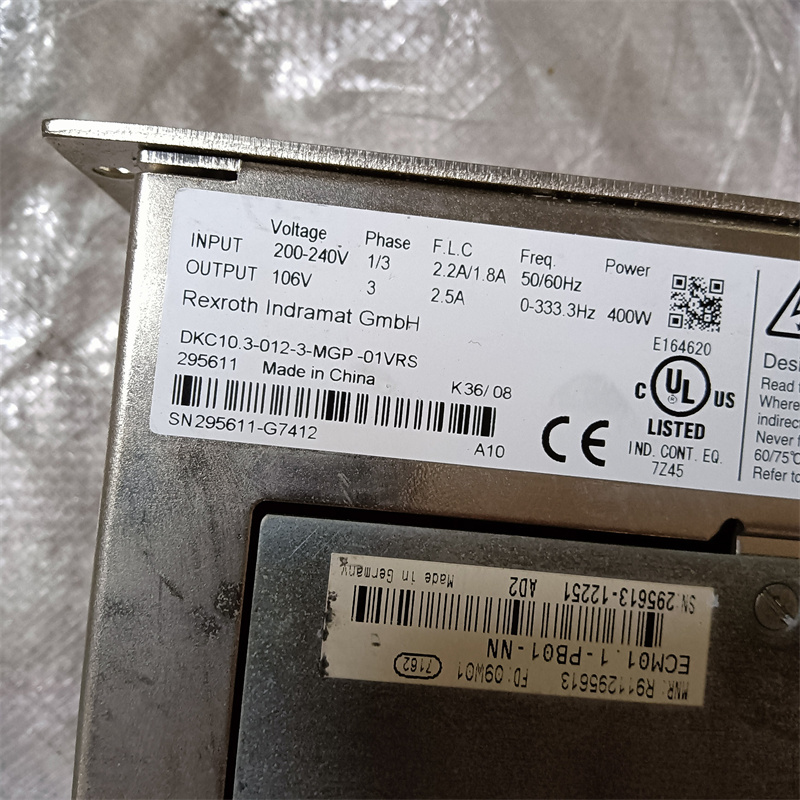 Voltage Phase F.L.C Freq. Power
INPUT 200-240V 1/3 2.2A/1.8A 50/60Hz
OUTPUT 106V 3 2.5A 0-333.3Hz 400W
Rexroth Indramat GmbH
DKC10.3-012-3-MGP -01VRS
295611 Made in China K36/08
SN295611-G7412
A10
E164620
C UL US
LISTED
IND. CONT. EQ.
7Z45
CE
Read
Where
indirect
Never
60/75°C
Refer to
MNR: R911295613 FD: 09W01 7162
ECM01.1-PB01-NN
SN: 295613-12251 AD2 Made in Germany